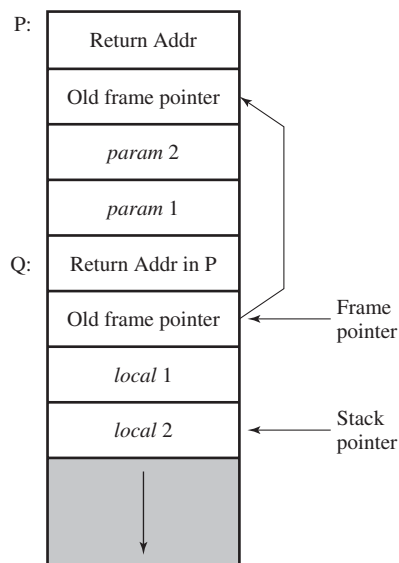 P:
Return Addr
Old frame pointer
param 2
param 1
Q:
Return Addr in P
Old frame pointer
Frame
pointer
local 1
local 2
Stack
pointer